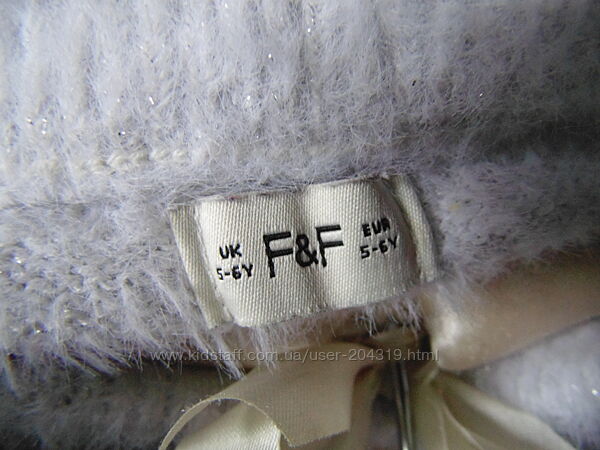 UK
5-6Y
F&F
EUR
5-6Y
www.kidstaff.com.ua/user-204319.html